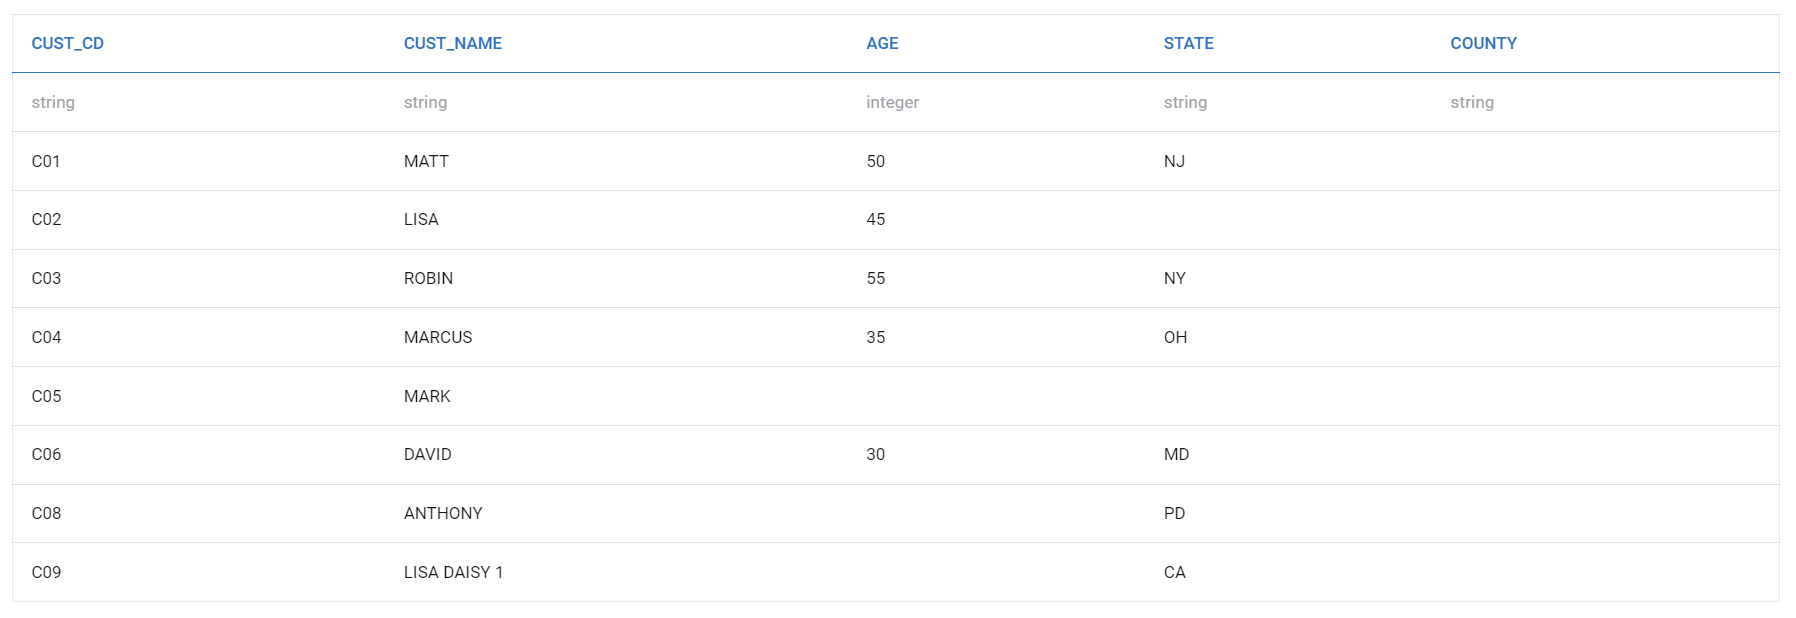 CUST_CD CUST_NAME AGE STATE COUNTY
string string integer string string
C01 MATT 50 NJ
C02 LISA 45
C03 ROBIN 55 NY
C04 MARCUS 35 OH
C05 MARK
C06 DAVID 30 MD
C08 ANTHONY PD
C09 LISA DAISY 1 CA